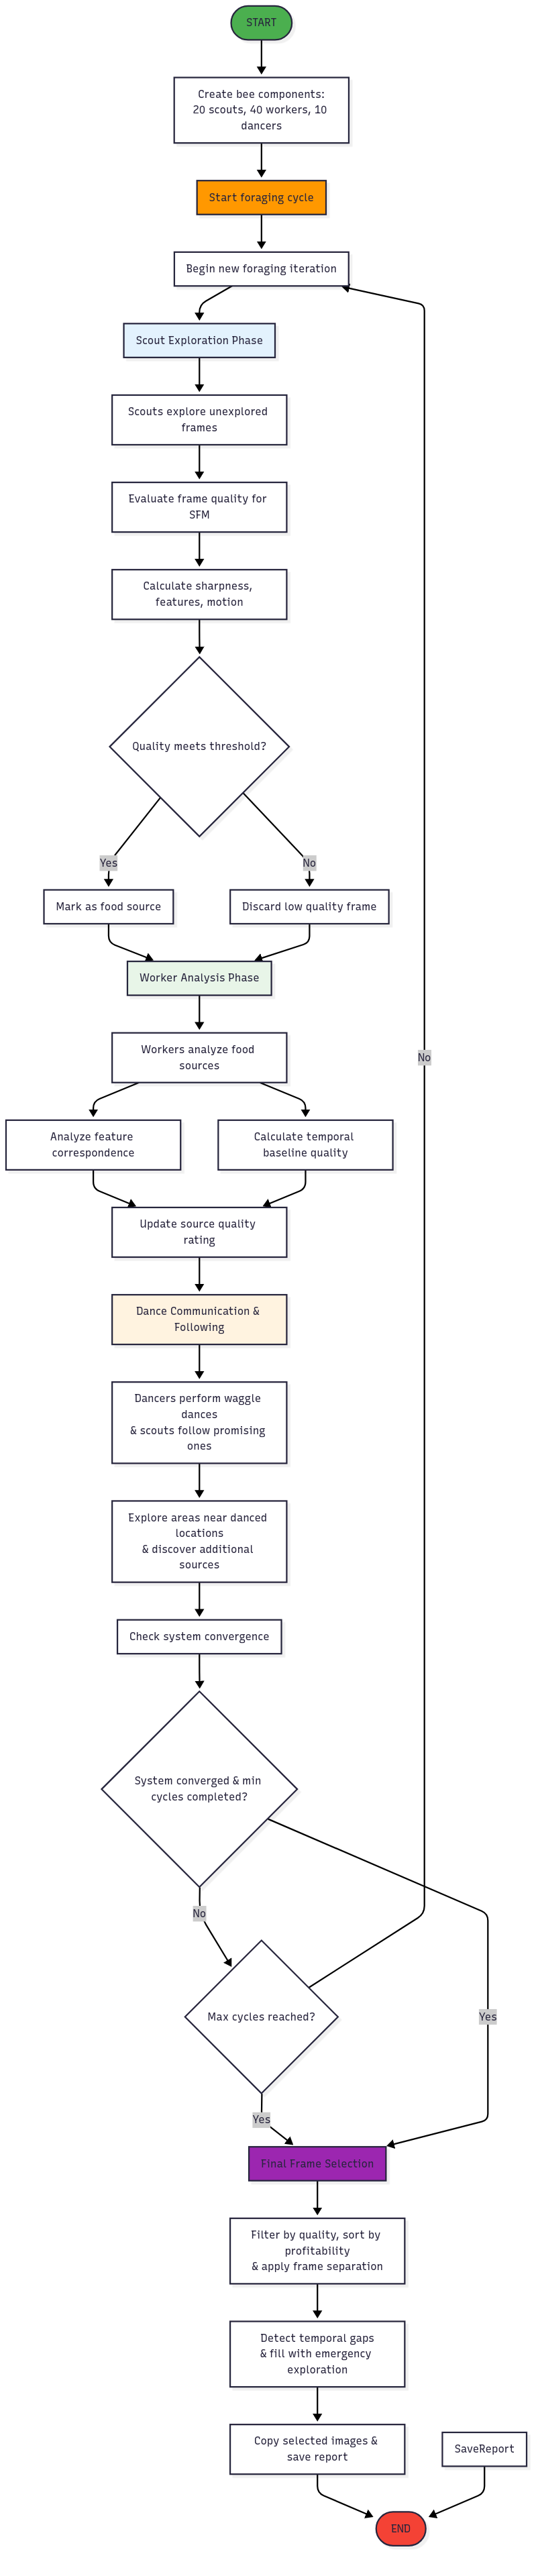 START
Create bee components:
20 scouts, 40 workers, 10
dancers
Start foraging cycle
Begin new foraging iteration
Scout Exploration Phase
Scouts explore unexplored
frames
Evaluate frame quality for
SFM
Calculate sharpness,
features, motion
Quality meets threshold?
Yes
No
Mark as food source
Discard low quality frame
Worker Analysis Phase
Workers analyze food
sources
No
Analyze feature
correspondence
Calculate temporal
baseline quality
Update source quality
rating
Dance Communication &
Following
Dancers perform waggle
dances
& scouts follow promising
ones
Explore areas near danced
locations
& discover additional
sources
Check system convergence
System converged & min
cycles completed?
No
Max cycles reached?
Yes
Yes
Final Frame Selection
Filter by quality, sort by
profitability
& apply frame separation
Detect temporal gaps
& fill with emergency
exploration
Copy selected images &
save report
SaveReport
END